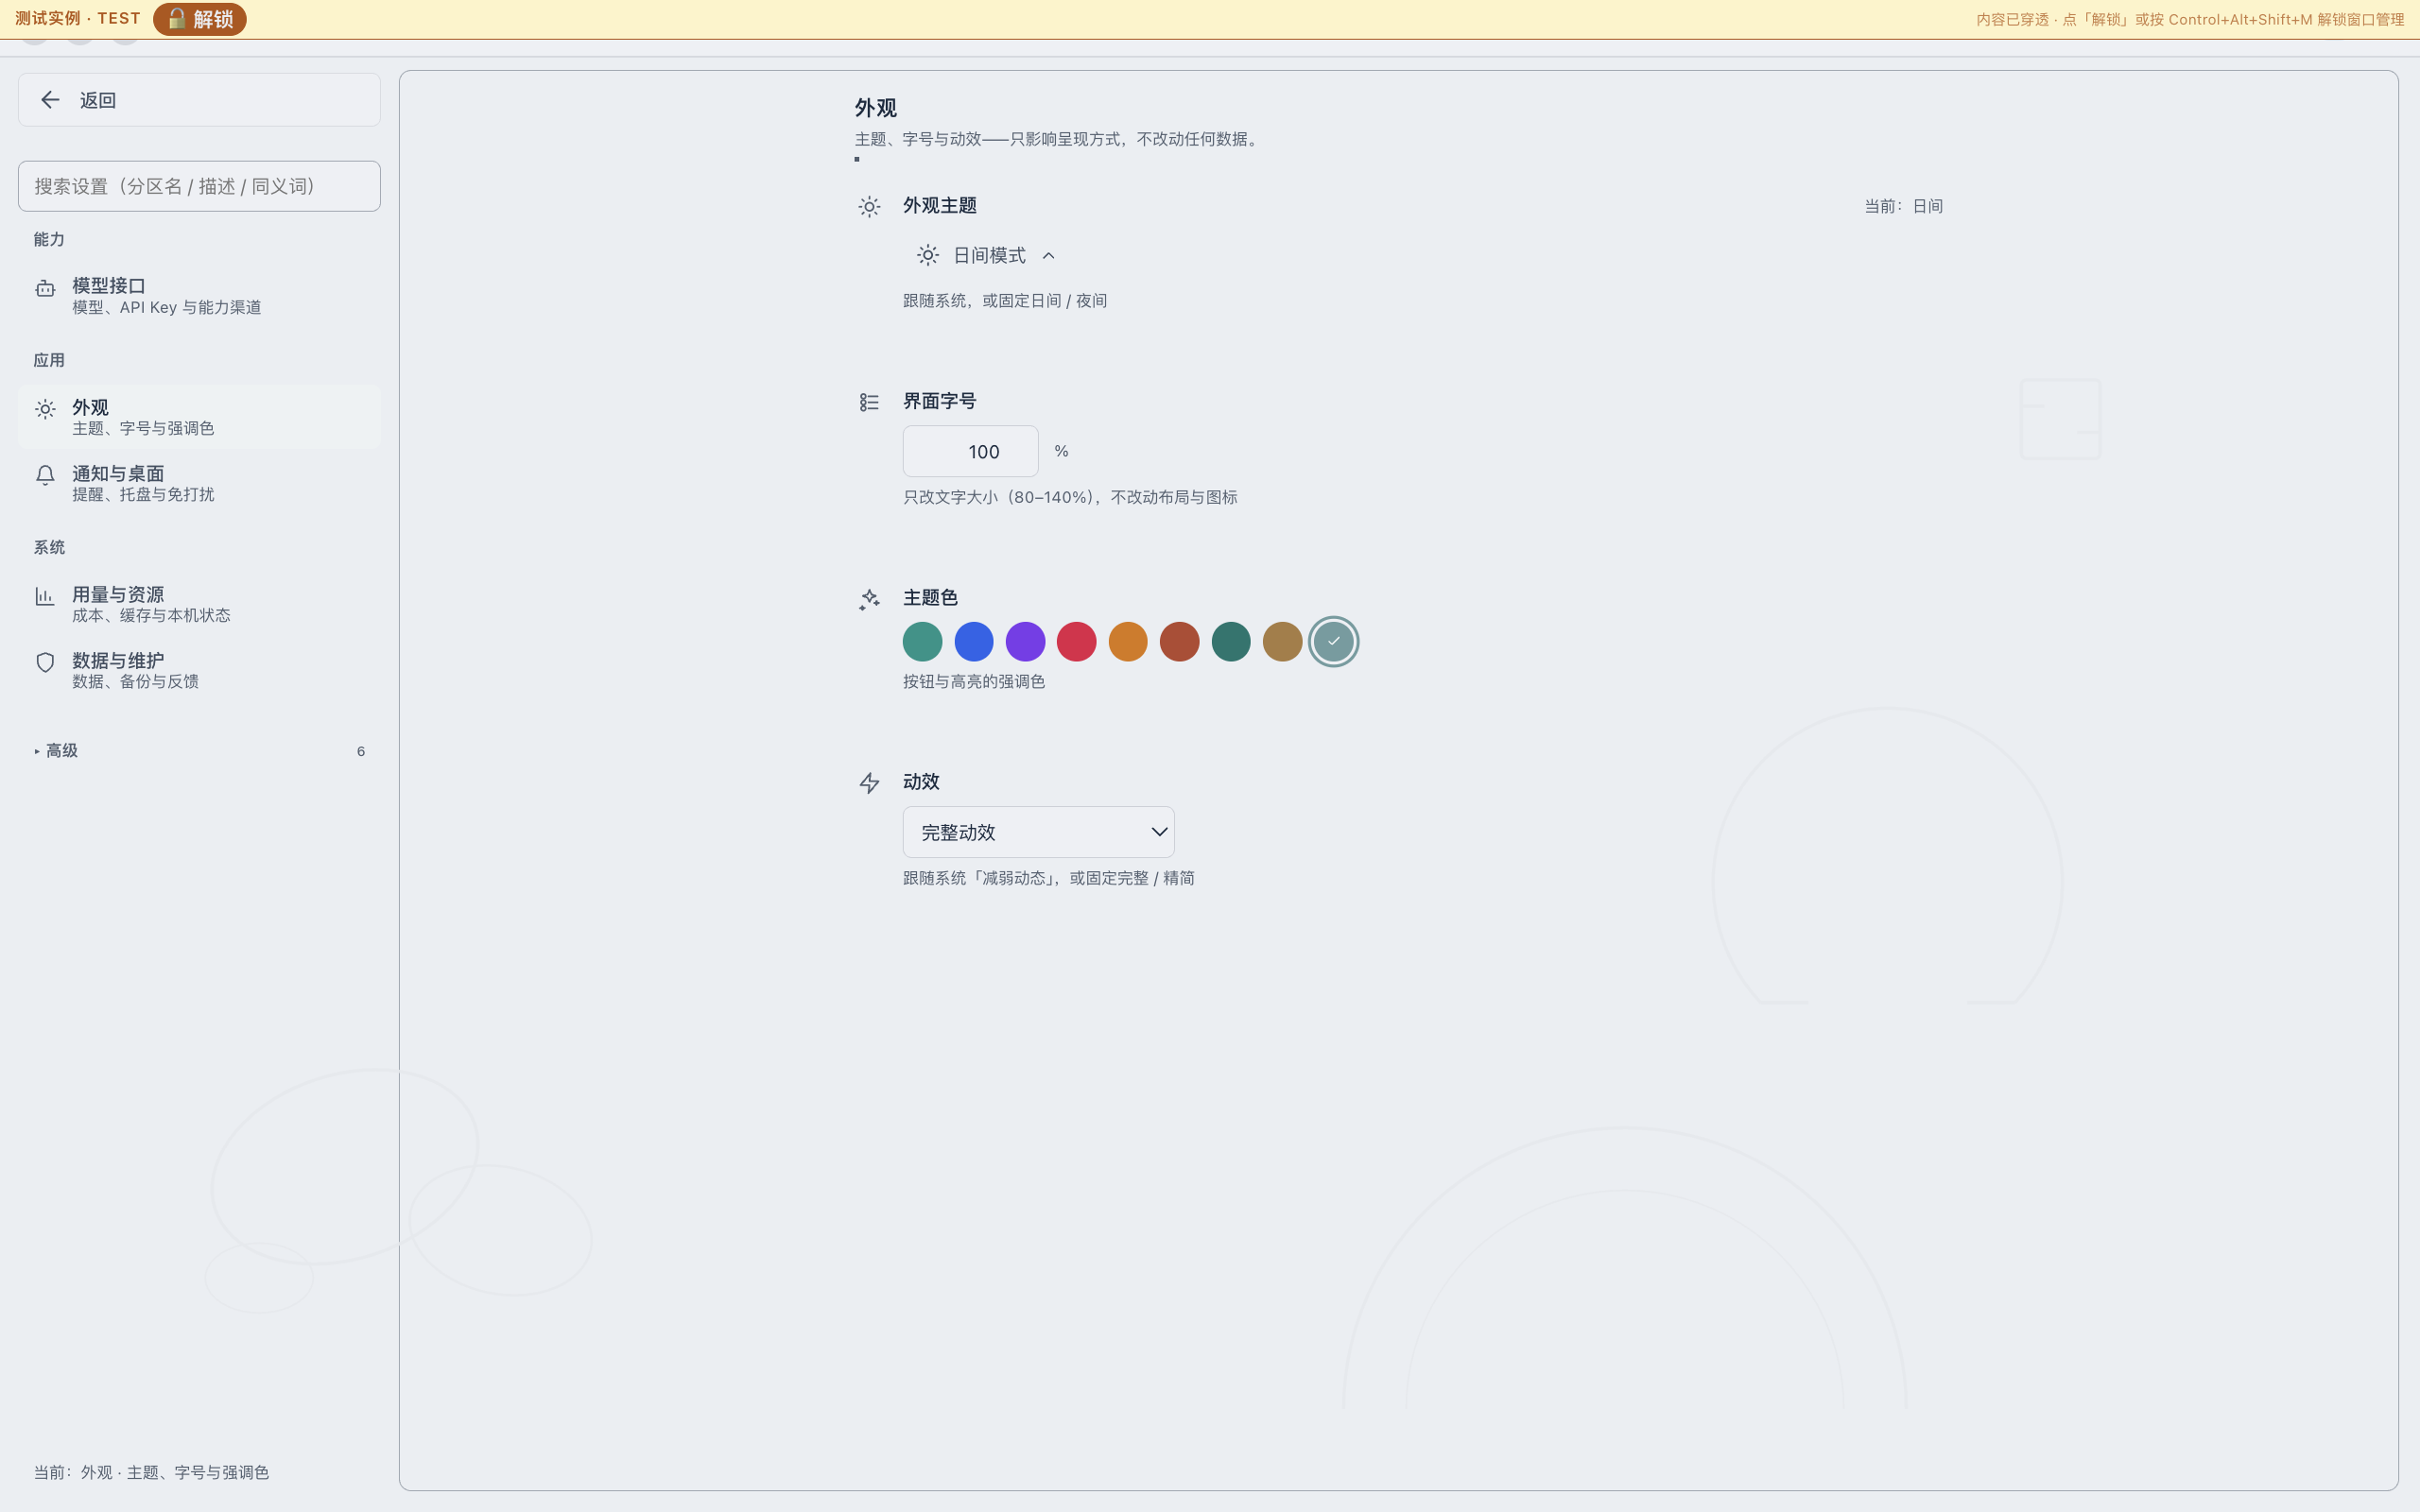 测试实例 · TEST
解锁
内容已穿透 · 点「解锁」或按 Control+Alt+Shift+M 解锁窗口管理
返回
搜索设置（分区名 / 描述 / 同义词）
能力
模型接口
模型、API Key 与能力渠道
应用
外观
主题、字号与强调色
通知与桌面
提醒、托盘与免打扰
系统
用量与资源
成本、缓存与本机状态
数据与维护
数据、备份与反馈
高级
6
当前：外观 · 主题、字号与强调色
外观
主题、字号与动效——只影响呈现方式，不改动任何数据。
外观主题
当前：日间
日间模式
跟随系统，或固定日间 / 夜间
界面字号
100 %
只改文字大小（80–140%），不改动布局与图标
主题色
按钮与高亮的强调色
动效
完整动效
跟随系统「减弱动态」，或固定完整 / 精简